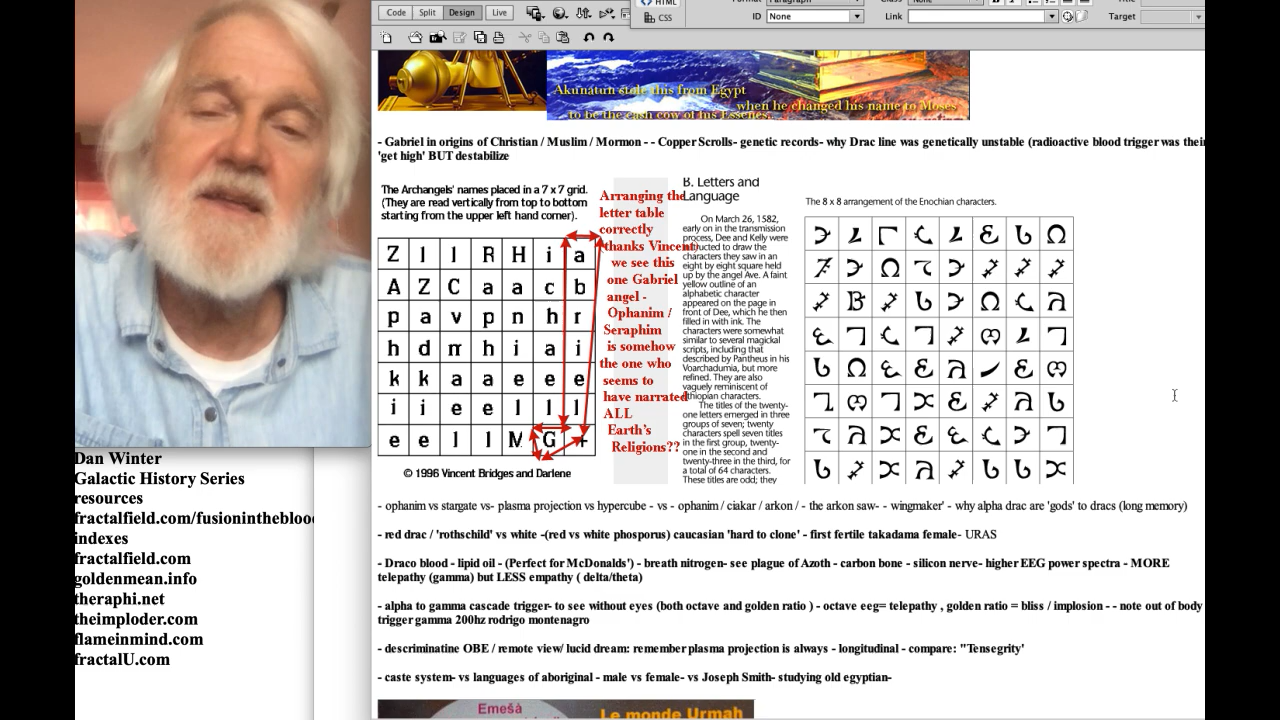 Code Split Design Live
HTML
CSS
ID None
Link
Target
Akunatun stole this from Egypt
when he changed his name to Moses
to be the cash cow of his Essenes.
- Gabriel in origins of Christian / Muslim / Mormon - - Copper Scrolls- genetic records- why Drac line was genetically unstable (radioactive blood trigger was their
'get high' BUT destabilize
The Archangels' names placed in a 7 x 7 grid.
(They are read vertically from top to bottom
starting from the upper left hand corner).
Z l l R H i a
A Z C a a c b
p a v p n h r
h d m h i a i
k k a a e e e
i i e e l l l
e e l l M G +
© 1996 Vincent Bridges and Darlene
Arranging the
letter table
correctly
thanks Vincent
we see this
one Gabriel
angel -
Ophanim /
Seraphim
is somehow
the one who
seems to
have narrated
ALL
Earth's
Religions??
B. Letters and
Language
On March 26, 1582,
early on in the transmission
process, Dee and Kelly were
instructed to draw the
characters they saw in an
eight by eight square held
up by the angel Ave. A faint
yellow outline of an
alphabetic character
appeared on the page in
front of Dee, which he then
filled in with ink. The
characters were somewhat
similar to several magickal
scripts, including that
described by Pantheus in his
Voarchadumia, but more
refined. They are also
vaguely reminiscent of
Ethiopian characters.
The titles of the twenty-
one letters emerged in three
groups of seven; twenty
characters spell seven titles
in the first group, twenty-
one in the second and
twenty-three in the third, for
a total of 64 characters.
These titles are odd; they
The 8 x 8 arrangement of the Enochian characters.
- ophanim vs stargate vs- plasma projection vs hypercube - vs - ophanim / ciakar / arkon / - the arkon saw- - wingmaker' - why alpha drac are 'gods' to dracs (long memory)
- red drac / 'rothschild' vs white -(red vs white phosporus) caucasian 'hard to clone' - first fertile takadama female- URAS
- Draco blood - lipid oil - (Perfect for McDonalds') - breath nitrogen- see plague of Azoth - carbon bone - silicon nerve- higher EEG power spectra - MORE
telepathy (gamma) but LESS empathy ( delta/theta)
- alpha to gamma cascade trigger- to see without eyes (both octave and golden ratio ) - octave eeg= telepathy , golden ratio = bliss / implosion - - note out of body
trigger gamma 200hz rodrigo montenagro
- descriminatine OBE / remote view/ lucid dream: remember plasma projection is always - longitudinal - compare: "Tensegrity'
- caste system- vs languages of aboriginal - male vs female- vs Joseph Smith- studying old egyptian-
Emešà
Le monde Urmah
Dan Winter
Galactic History Series
resources
fractalfield.com/fusionintheblood
indexes
fractalfield.com
goldenmean.info
theraphi.net
theimploder.com
flameinmind.com
fractalU.com